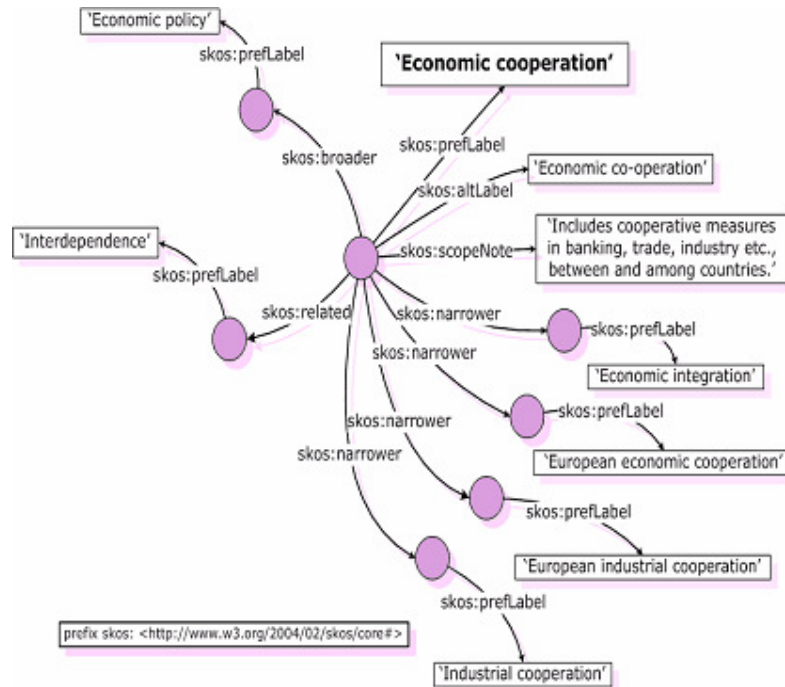 ‘Economic policy’
skos:prefLabel
‘Economic cooperation’
skos:prefLabel
skos:broader
‘Economic co-operation’
skos:altLabel
‘Interdependence’
‘Includes cooperative measures
in banking, trade, industry etc.,
between and among countries.’
skos:scopeNote
skos:prefLabel
skos:related
skos:narrower
skos:prefLabel
skos:narrower
‘Economic integration’
skos:prefLabel
skos:narrower
skos:narrower
‘European economic cooperation’
skos:prefLabel
‘European industrial cooperation’
skos:prefLabel
prefix skos: <http://www.w3.org/2004/02/skos/core#>
‘Industrial cooperation’